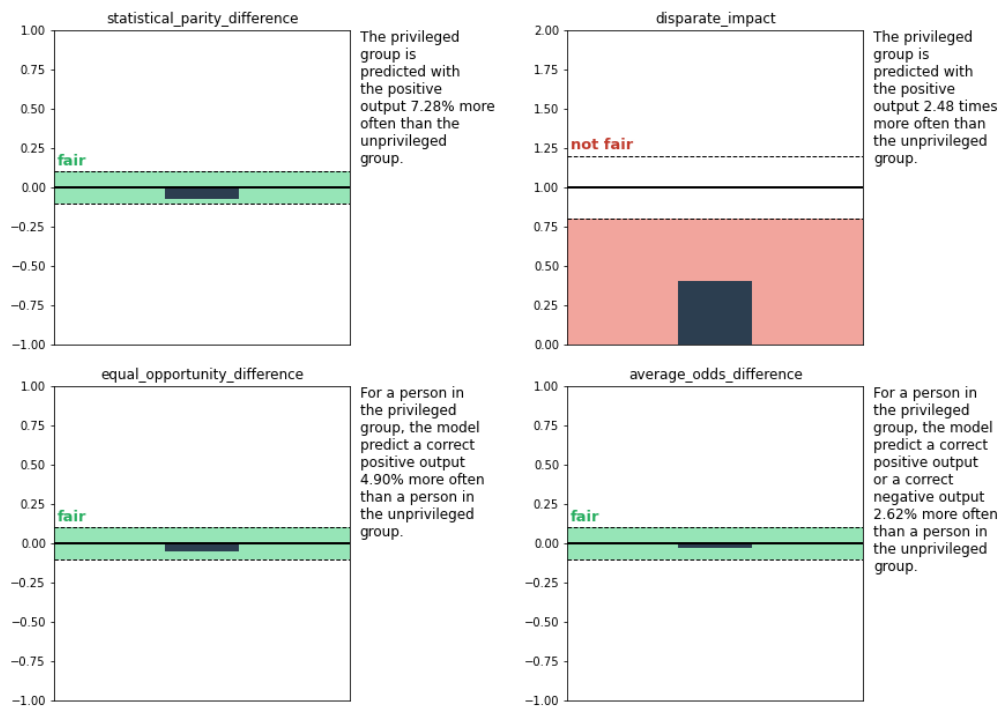 statistical_parity_difference
1.00
0.75
0.50
0.25
0.00
−0.25
−0.50
−0.75
−1.00
fair
The privileged
group is
predicted with
the positive
output 7.28% more
often than the
unprivileged
group.
disparate_impact
2.00
1.75
1.50
1.25
1.00
0.75
0.50
0.25
0.00
not fair
The privileged
group is
predicted with
the positive
output 2.48 times
more often than
the unprivileged
group.
equal_opportunity_difference
1.00
0.75
0.50
0.25
0.00
−0.25
−0.50
−0.75
−1.00
fair
For a person in
the privileged
group, the model
predict a correct
positive output
4.90% more often
than a person in
the unprivileged
group.
average_odds_difference
1.00
0.75
0.50
0.25
0.00
−0.25
−0.50
−0.75
−1.00
fair
For a person in
the privileged
group, the model
predict a correct
positive output
or a correct
negative output
2.62% more often
than a person in
the unprivileged
group.